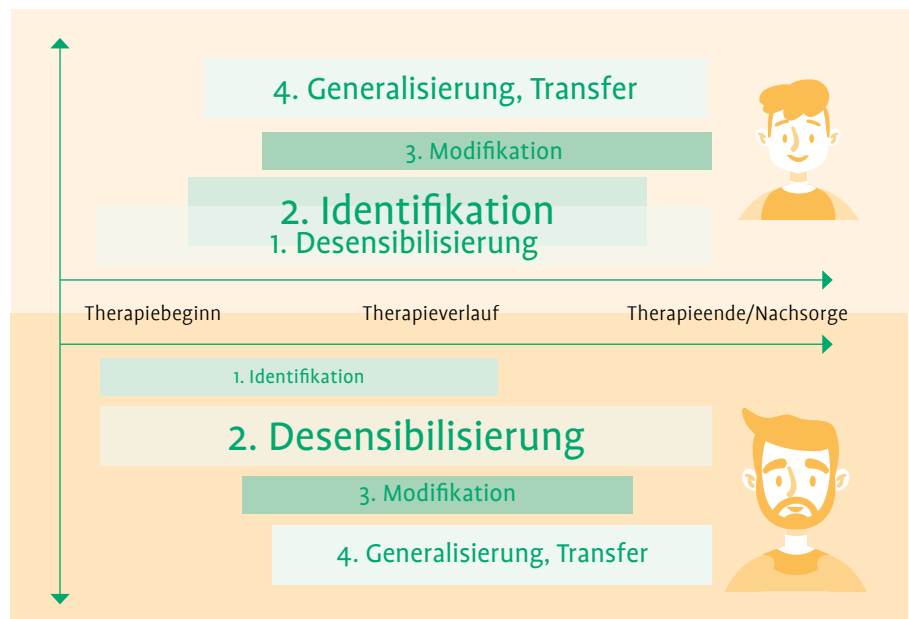 4. Generalisierung, Transfer
3. Modifikation
2. Identifikation
1. Desensibilisierung
Therapiebeginn Therapieverlauf Therapieende/Nachsorge
1. Identifikation
2. Desensibilisierung
3. Modifikation
4. Generalisierung, Transfer